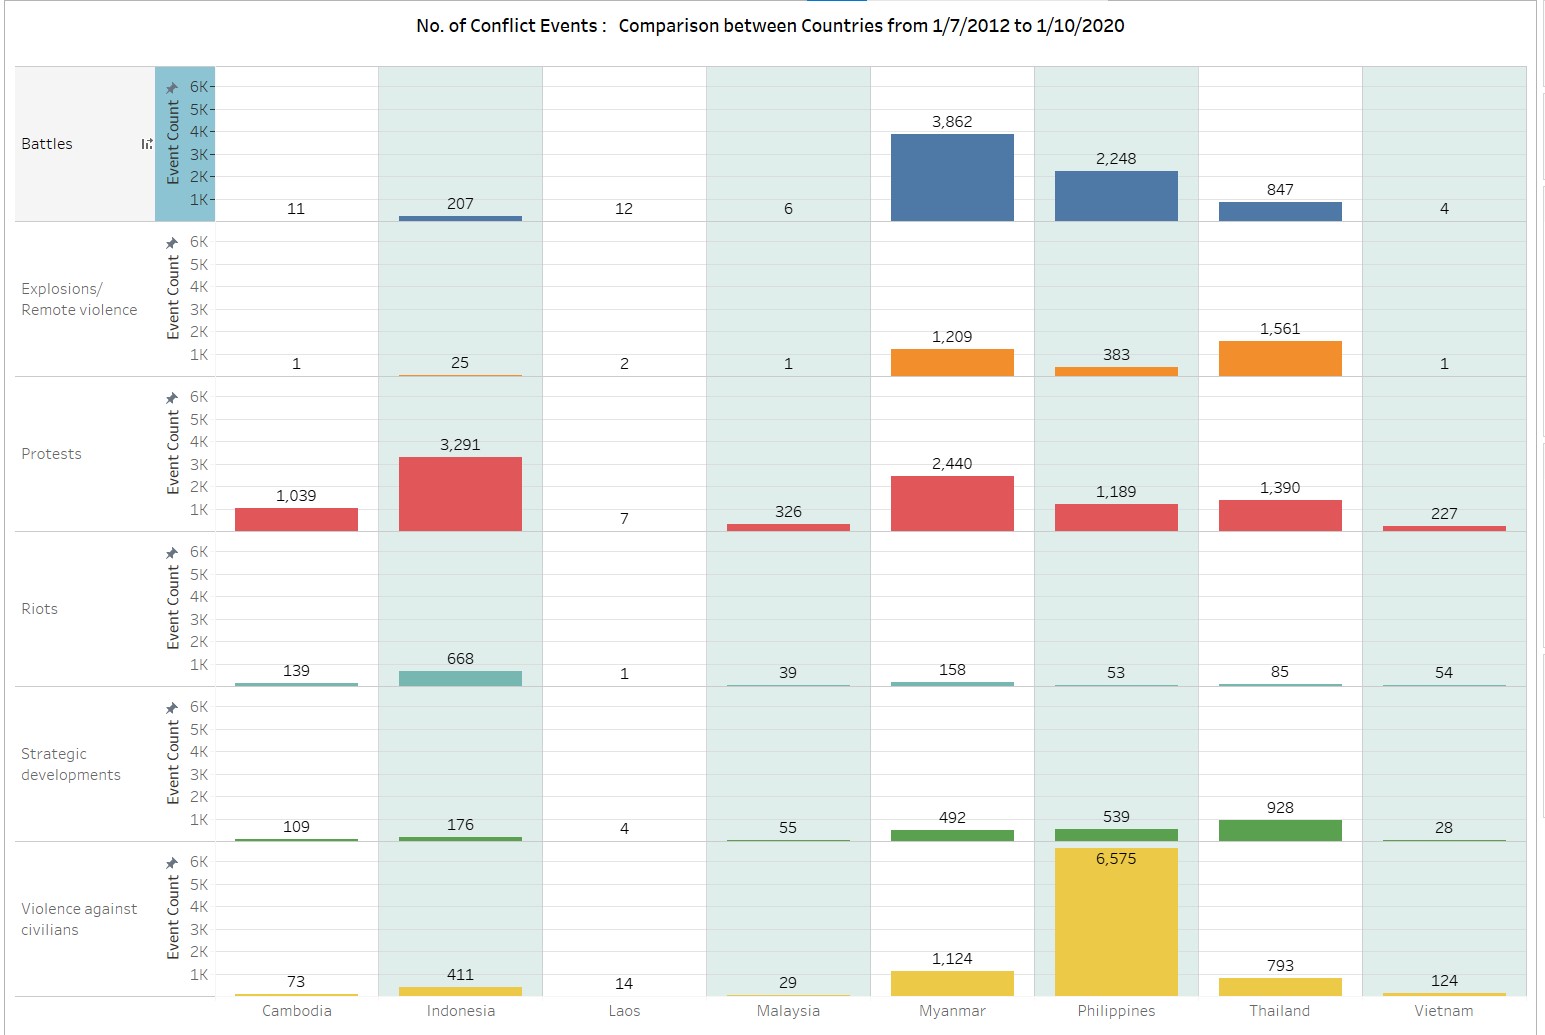 No. of Conflict Events :   Comparison between Countries from 1/7/2012 to 1/10/2020
Battles
Event Count
6K
5K
4K
3K
2K
1K
11
207
12
6
3,862
2,248
847
4
Explosions/
Remote violence
Event Count
6K
5K
4K
3K
2K
1K
1
25
2
1
1,209
383
1,561
1
Protests
Event Count
6K
5K
4K
3K
2K
1K
1,039
3,291
7
326
2,440
1,189
1,390
227
Riots
Event Count
6K
5K
4K
3K
2K
1K
139
668
1
39
158
53
85
54
Strategic
developments
Event Count
6K
5K
4K
3K
2K
1K
109
176
4
55
492
539
928
28
Violence against
civilians
Event Count
6K
5K
4K
3K
2K
1K
73
411
14
29
1,124
6,575
793
124
Cambodia
Indonesia
Laos
Malaysia
Myanmar
Philippines
Thailand
Vietnam